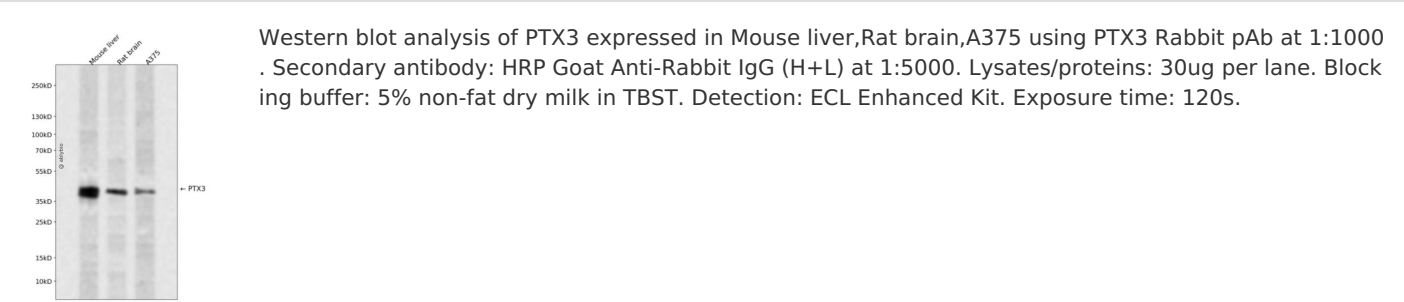 Western blot analysis of PTX3 expressed in Mouse liver,Rat brain,A375 using PTX3 Rabbit pAb at 1:1000
. Secondary antibody: HRP Goat Anti-Rabbit IgG (H+L) at 1:5000. Lysates/proteins: 30ug per lane. Block
ing buffer: 5% non-fat dry milk in TBST. Detection: ECL Enhanced Kit. Exposure time: 120s.
Mouse liver
Rat brain
A375
250kD
130kD
100kD
70kD
55kD
35kD
25kD
15kD
10kD
← PTX3